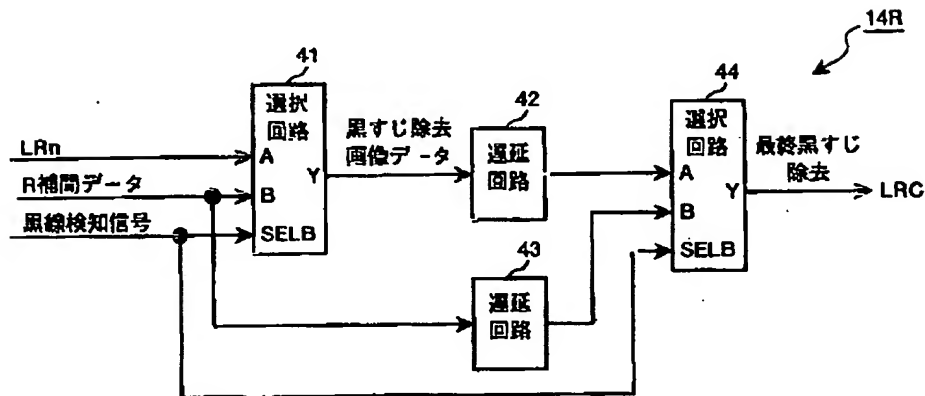 14R
41
選択
回路
A
B
Y
SELB
LRn
R補間データ
黒線検知信号
黒すじ除去
画像データ
42
遅延
回路
43
遅延
回路
44
選択
回路
A
B
Y
SELB
最終黒すじ
除去
LRC